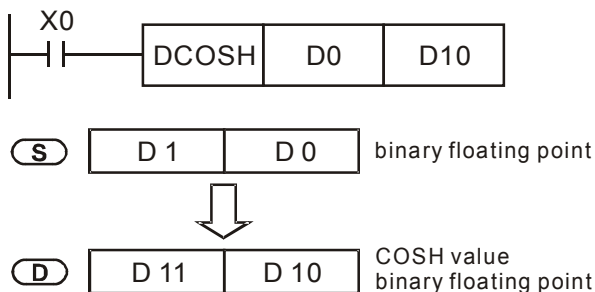 X0
DCOSH D0 D10
S D 1 D 0 binary floating point
D D 11 D 10 COSH value
binary floating point